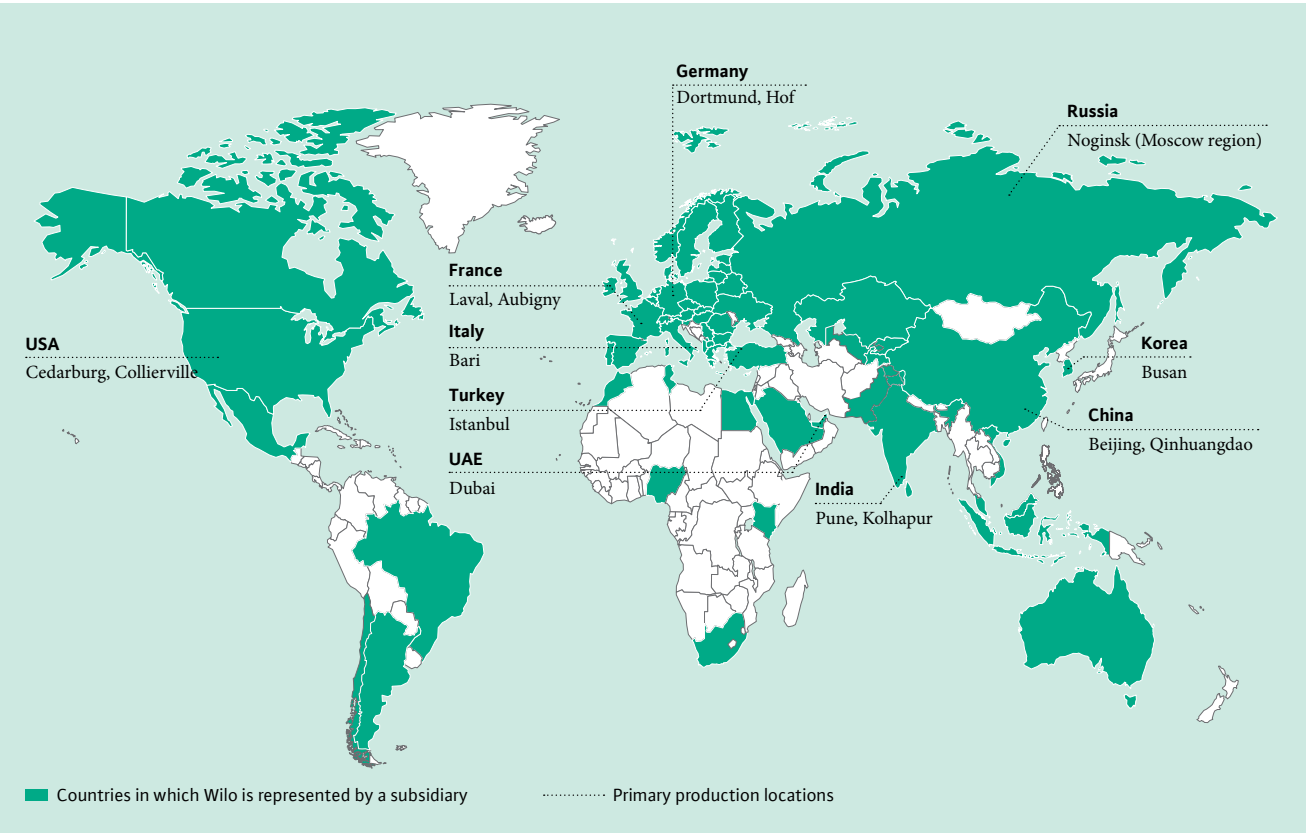 Germany
Dortmund, Hof
Russia
Noginsk (Moscow region)
France
Laval, Aubigny
Italy
Bari
USA
Cedarburg, Collierville
Korea
Busan
Turkey
Istanbul
China
Beijing, Qinhuangdao
UAE
Dubai
India
Pune, Kolhapur
Countries in which Wilo is represented by a subsidiary
Primary production locations